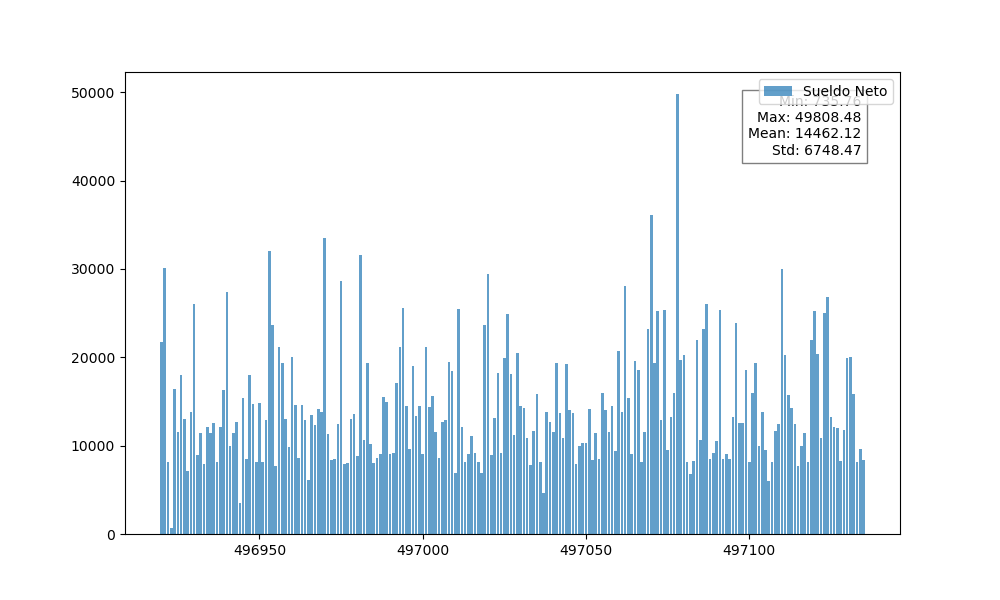 50000
40000
30000
20000
10000
0
496950 497000 497050 497100
Sueldo Neto
Min: 735.76
Max: 49808.48
Mean: 14462.12
Std: 6748.47